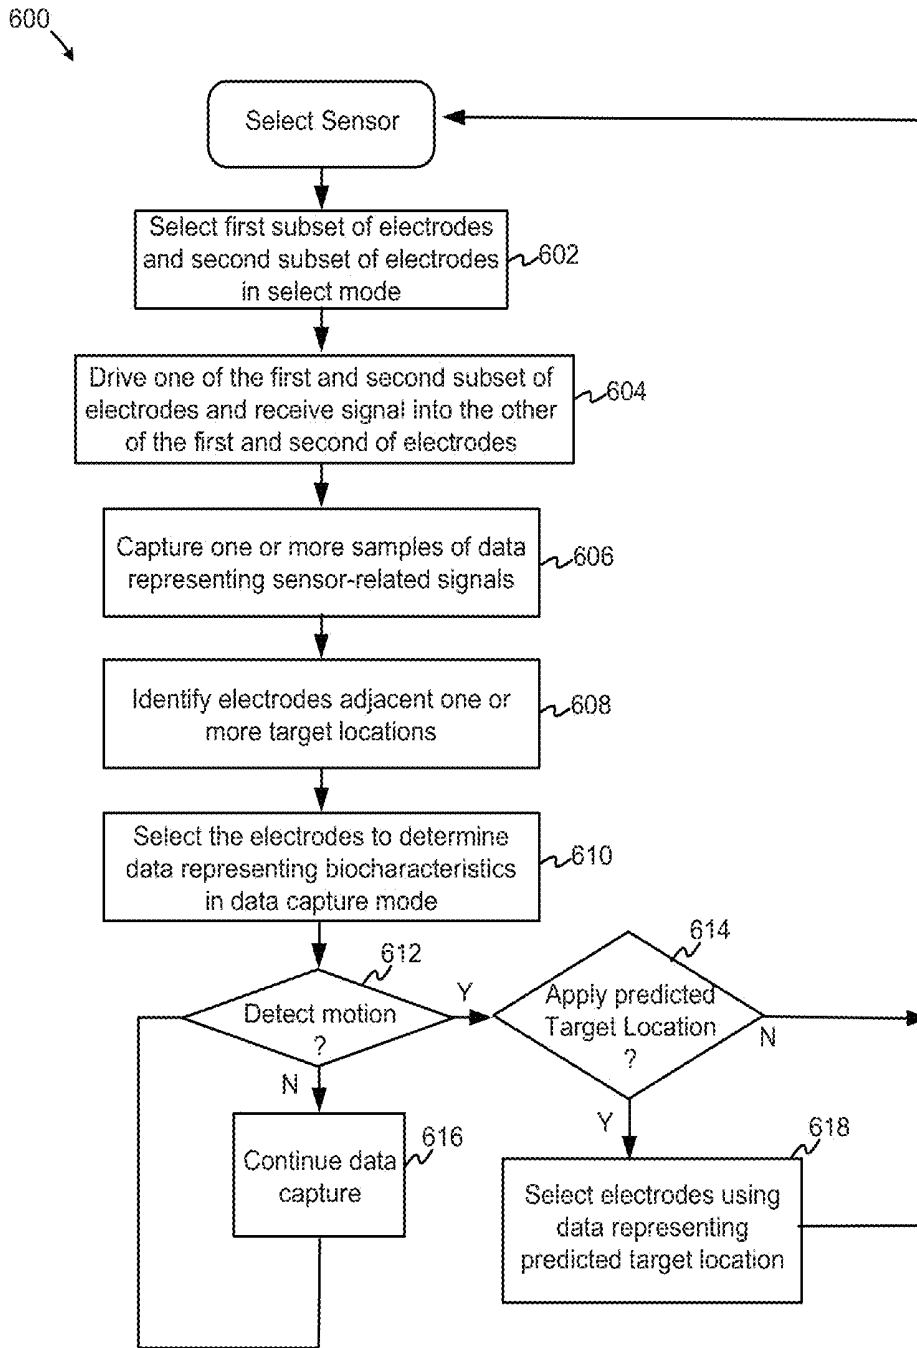 600
Select Sensor
Select first subset of electrodes
and second subset of electrodes
in select mode
602
Drive one of the first and second subset of
electrodes and receive signal into the other
of the first and second of electrodes
604
Capture one or more samples of data
representing sensor-related signals
606
Identify electrodes adjacent one or
more target locations
608
Select the electrodes to determine
data representing biocharacteristics
in data capture mode
610
612
Detect motion
?
Y
N
614
Apply predicted
Target Location
?
N
Y
616
Continue data
capture
618
Select electrodes using
data representing
predicted target location